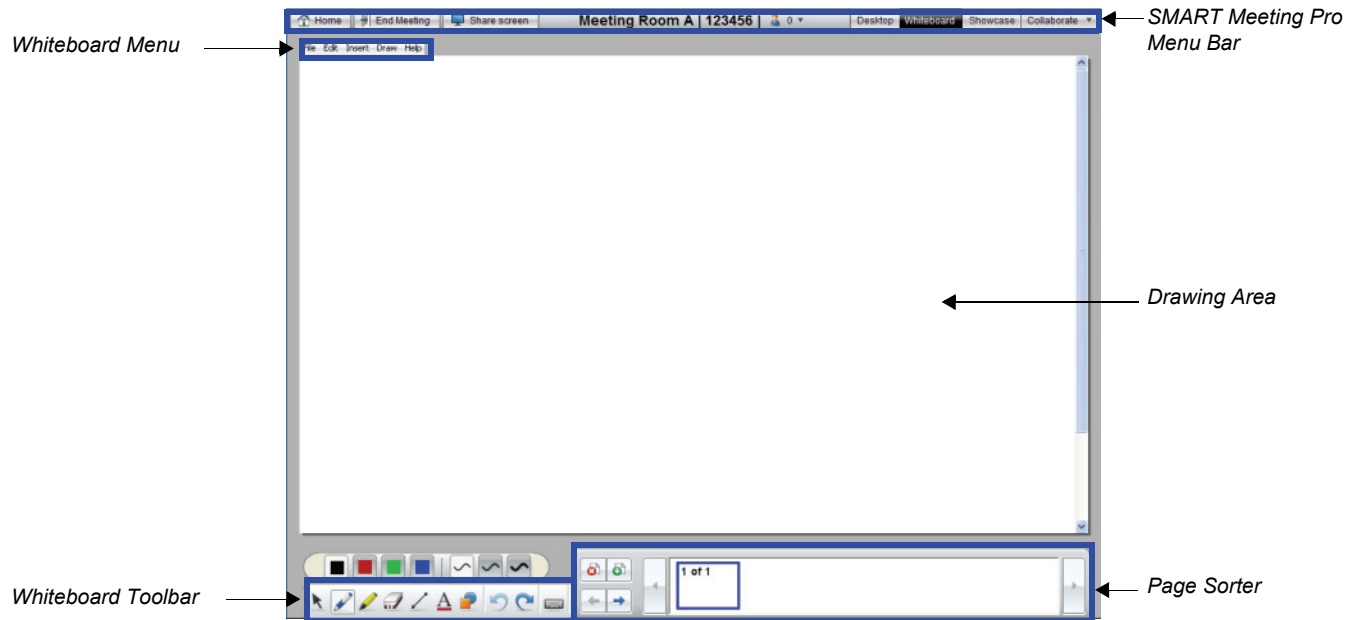 Home End Meeting Share screen Meeting Room A | 123456 | 0 Desktop Whiteboard Showcase Collaborate
SMART Meeting Pro
Menu Bar
Whiteboard Menu
File Edit Insert Draw Help
Drawing Area
1 of 1
Page Sorter
Whiteboard Toolbar
A